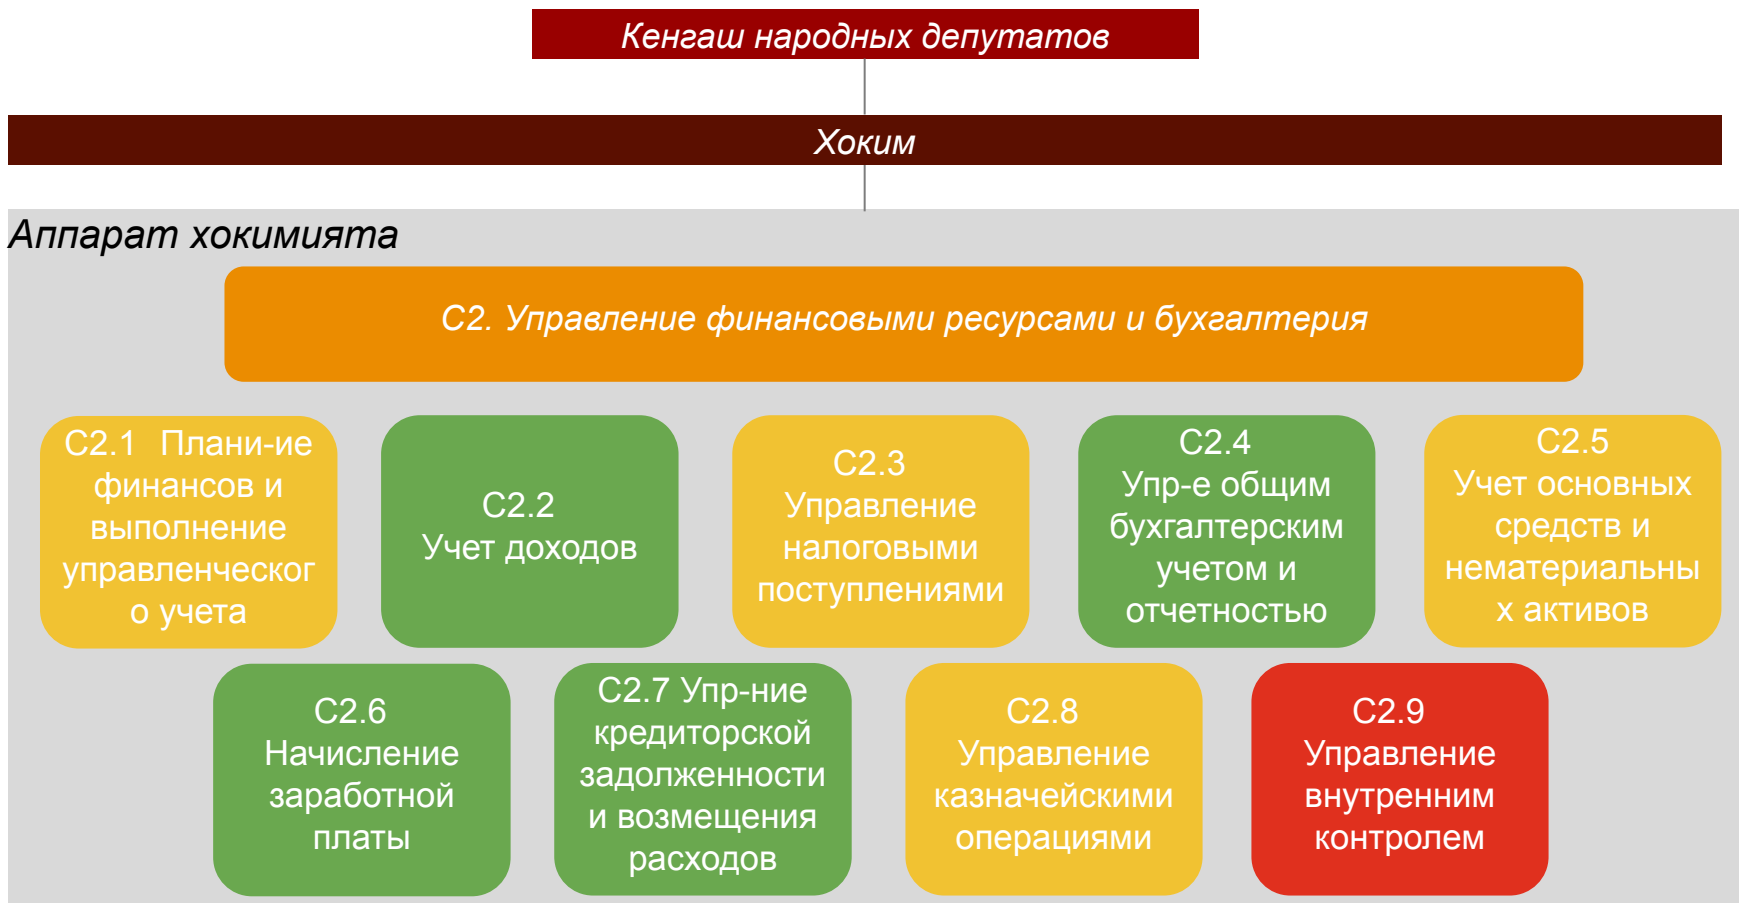 Кенгаш народных депутатов
Хоким
Аппарат хокимията
С2. Управление финансовыми ресурсами и бухгалтерия
С2.1 Плани-ие
финансов и
выполнение
управленческог
о учета
С2.2
Учет доходов
С2.3
Управление
налоговыми
поступлениями
С2.4
Упр-е общим
бухгалтерским
учетом и
отчетностью
С2.5
Учет основных
средств и
нематериальны
х активов
С2.6
Начисление
заработной
платы
С2.7 Упр-ние
кредиторской
задолженности
и возмещения
расходов
С2.8
Управление
казначейскими
операциями
С2.9
Управление
внутренним
контролем